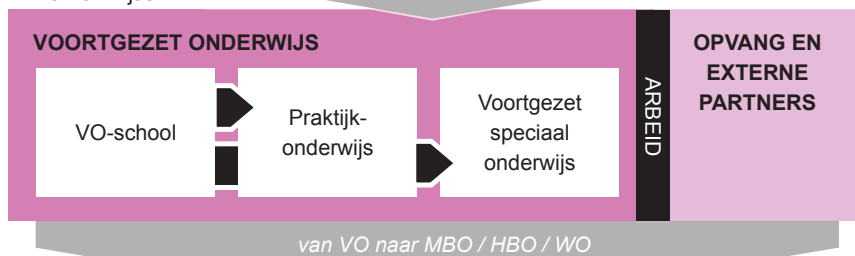 VOORTGEZET ONDERWIJS
VO-school
Praktijk-
onderwijs
Voortgezet
speciaal
onderwijs
ARBEID
OPVANG EN
EXTERNE
PARTNERS
van VO naar MBO / HBO / WO